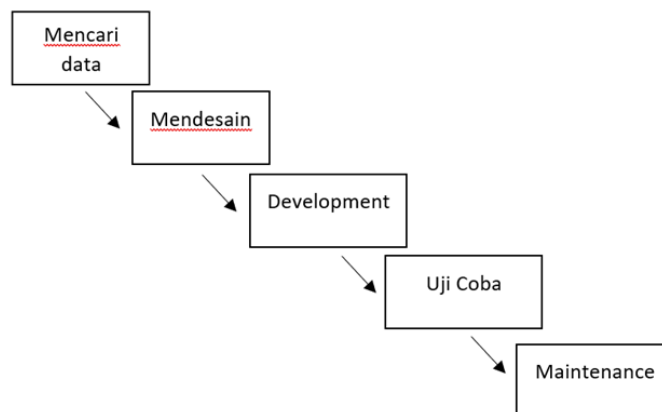 Mencari
data
Mendesain
Development
Uji Coba
Maintenance